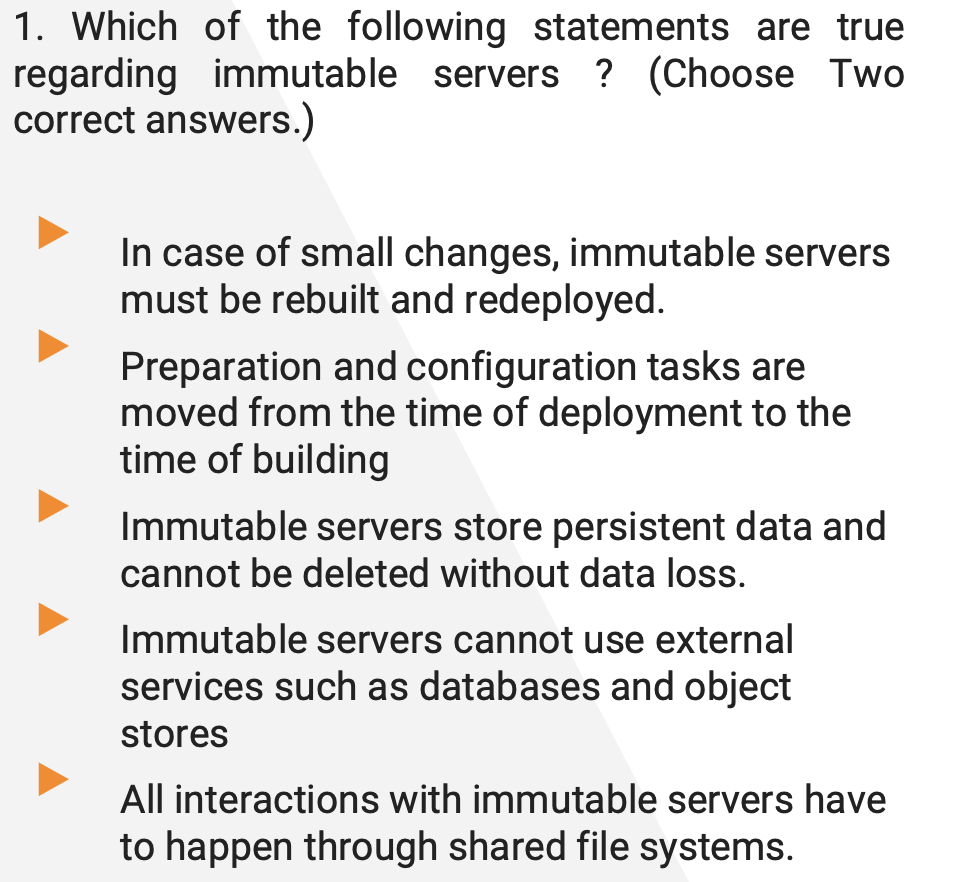 1. Which of the following statements are true
regarding immutable servers ? (Choose Two
correct answers.)
In case of small changes, immutable servers
must be rebuilt and redeployed.
Preparation and configuration tasks are
moved from the time of deployment to the
time of building
Immutable servers store persistent data and
cannot be deleted without data loss.
Immutable servers cannot use external
services such as databases and object
stores
All interactions with immutable servers have
to happen through shared file systems.